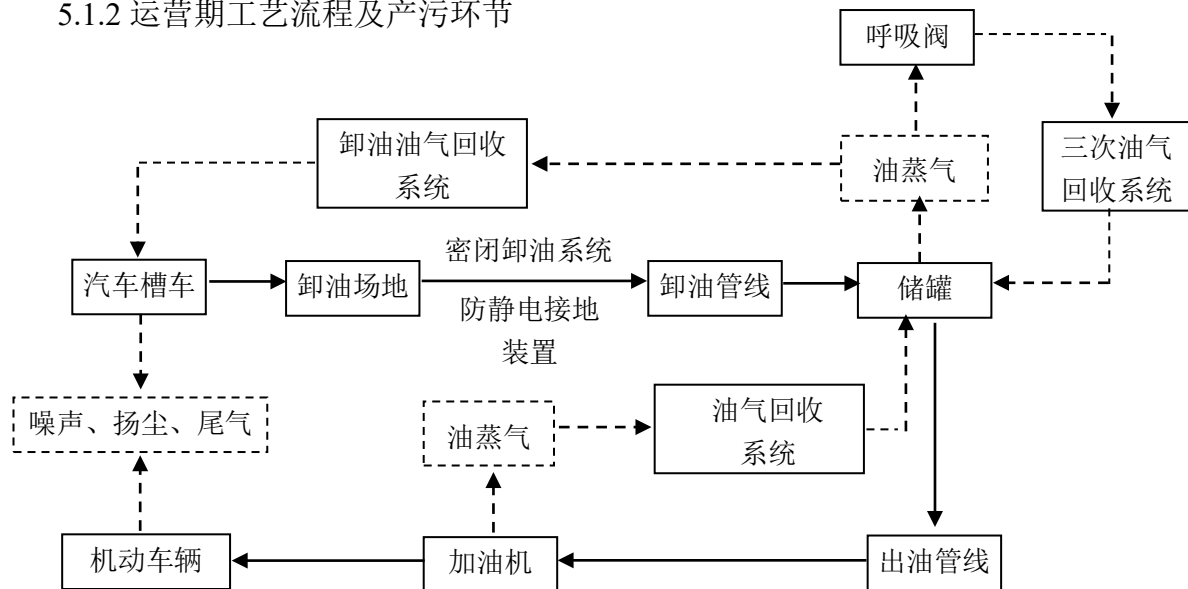 5.1.2 运营期工艺流程及产污环节
呼吸阀
卸油油气回收
系统
油蒸气
三次油气
回收系统
汽车槽车
卸油场地
密闭卸油系统
防静电接地
装置
卸油管线
储罐
噪声、扬尘、尾气
油蒸气
油气回收
系统
机动车辆
加油机
出油管线